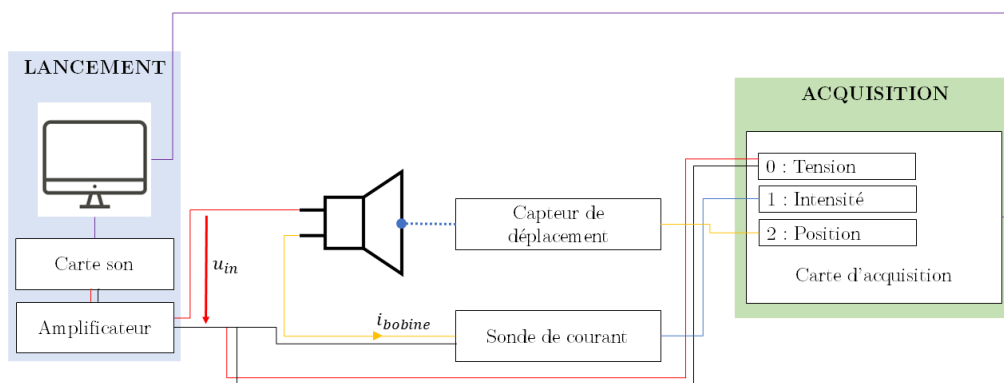 LANCEMENT
Carte son
Amplificateur
u_in
i_bobine
Capteur de
déplacement
Sonde de courant
ACQUISITION
0 : Tension
1 : Intensité
2 : Position
Carte d'acquisition